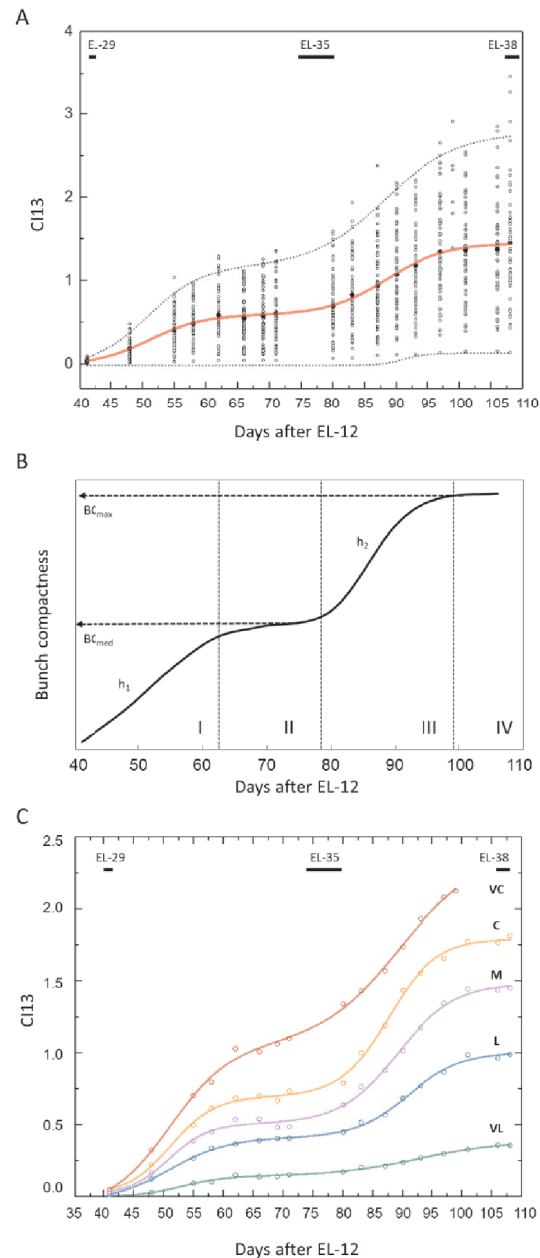 A
EL-29 EL-35 EL-38
4
3
2
1
0
CI13
40 45 50 55 60 65 70 75 80 85 90 95 100 105 110
Days after EL-12
B
BCmax
h2
BCmed
h1
Bunch compactness
I II III IV
50 60 70 80 90 100 110
Days after EL-12
C
2.5
EL-29 EL-35 EL-38
VC
2.0
C
M
1.5
L
1.0
0.5
VL
0.0
CI13
35 40 45 50 55 60 65 70 75 80 85 90 95 100 105 110
Days after EL-12